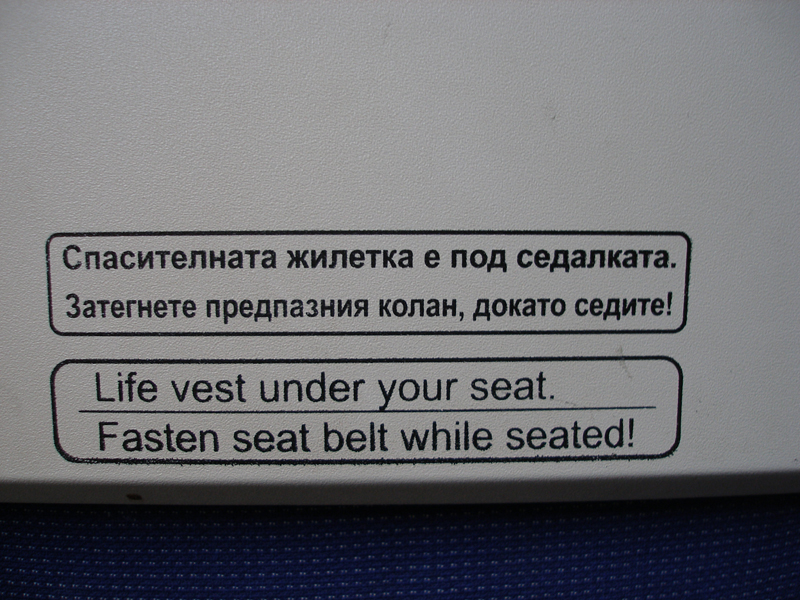 Спасителната жилетка е под седалката.
Затегнете предпазния колан, докато седите!
Life vest under your seat.
Fasten seat belt while seated!